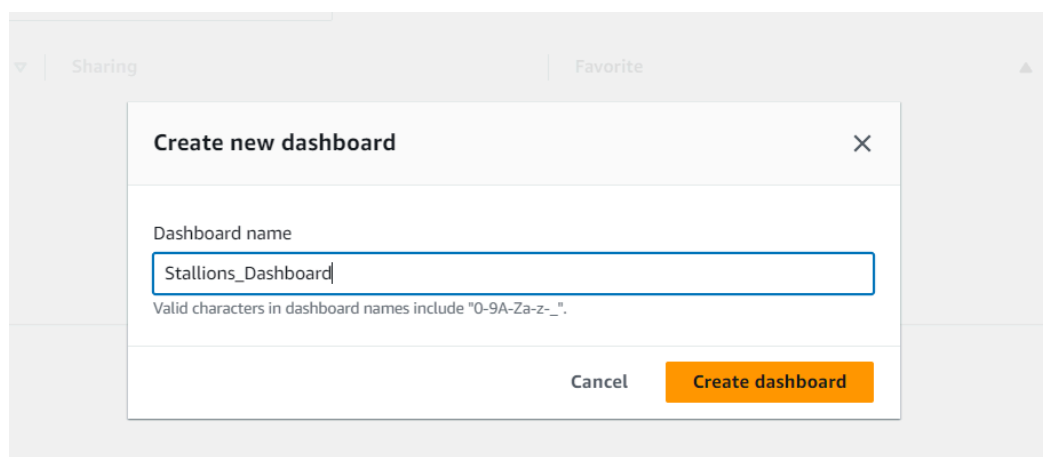 Sharing
Favorite
Create new dashboard
Dashboard name
Stallions_Dashboard
Valid characters in dashboard names include "0-9A-Za-z-_".
Cancel
Create dashboard